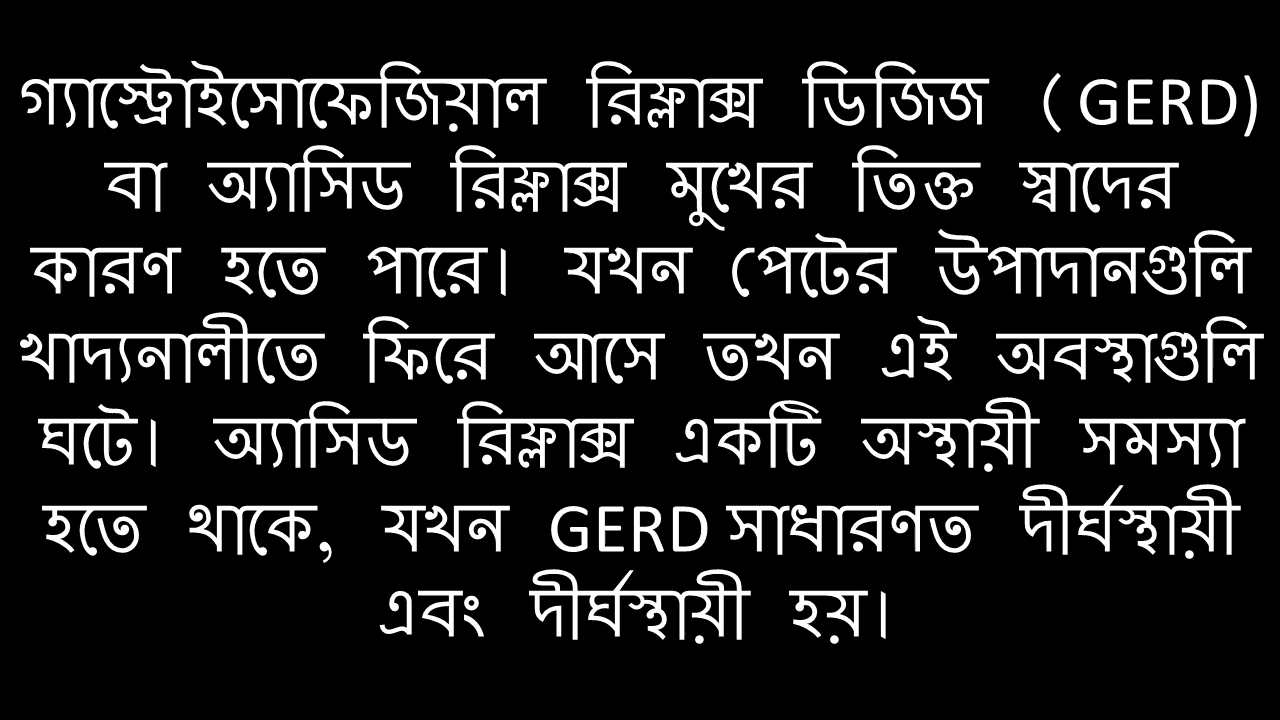 গ্যাস্ট্রোইসোফেজিয়াল রিফ্লাক্স ডিজিজ (GERD)
বা অ্যাসিড রিফ্লাক্স মুখের তিক্ত স্বাদের
কারণ হতে পারে। যখন পেটের উপাদানগুলি
খাদ্যনালীতে ফিরে আসে তখন এই অবস্থাগুলি
ঘটে। অ্যাসিড রিফ্লাক্স একটি অস্থায়ী সমস্যা
হতে থাকে, যখন GERD সাধারণত দীর্ঘস্থায়ী
এবং দীর্ঘস্থায়ী হয়।